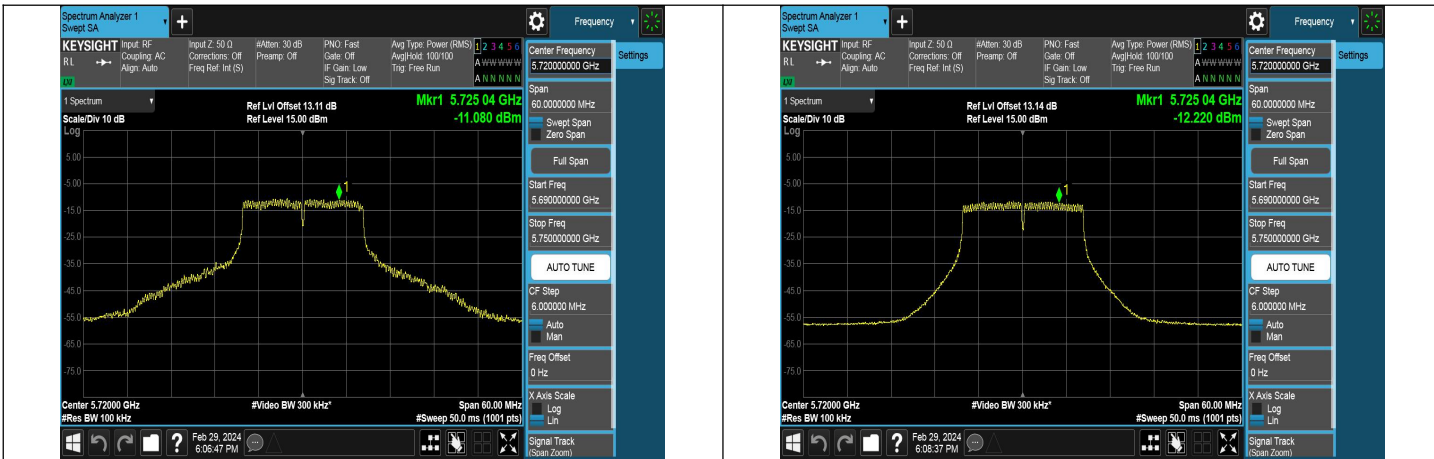 Spectrum Analyzer 1
Swept SA
+
Frequency
KEYSIGHT
RL
LXI
Input: RF
Coupling: AC
Align: Auto
Input Z: 50 Ω
Corrections: Off
Freq Ref: Int (S)
#Atten: 30 dB
Preamp: Off
PNO: Fast
Gate: Off
IF Gain: Low
Sig Track: Off
Avg Type: Power (RMS)
Avg|Hold: 100/100
Trig: Free Run
1 2 3 4 5 6
A W W W W W
A N N N N N
1 Spectrum
Scale/Div 10 dB
Log
Ref Lvl Offset 13.11 dB
Ref Level 15.00 dBm
Mkr1 5.725 04 GHz
-11.080 dBm
5.00
-5.00
-15.0
-25.0
-35.0
-45.0
-55.0
-65.0
-75.0
1
Center 5.72000 GHz
#Res BW 100 kHz
#Video BW 300 kHz*
Span 60.00 MHz
#Sweep 50.0 ms (1001 pts)
Feb 29, 2024
6:06:47 PM
Center Frequency
5.720000000 GHz
Settings
Span
60.0000000 MHz
Swept Span
Zero Span
Full Span
Start Freq
5.690000000 GHz
Stop Freq
5.750000000 GHz
AUTO TUNE
CF Step
6.000000 MHz
Auto
Man
Freq Offset
0 Hz
X Axis Scale
Log
Lin
Signal Track
(Span Zoom)
Spectrum Analyzer 1
Swept SA
+
Frequency
KEYSIGHT
RL
LXI
Input: RF
Coupling: AC
Align: Auto
Input Z: 50 Ω
Corrections: Off
Freq Ref: Int (S)
#Atten: 30 dB
Preamp: Off
PNO: Fast
Gate: Off
IF Gain: Low
Sig Track: Off
Avg Type: Power (RMS)
Avg|Hold: 100/100
Trig: Free Run
1 2 3 4 5 6
A W W W W W
A N N N N N
1 Spectrum
Scale/Div 10 dB
Log
Ref Lvl Offset 13.14 dB
Ref Level 15.00 dBm
Mkr1 5.725 04 GHz
-12.220 dBm
5.00
-5.00
-15.0
-25.0
-35.0
-45.0
-55.0
-65.0
-75.0
1
Center 5.72000 GHz
#Res BW 100 kHz
#Video BW 300 kHz*
Span 60.00 MHz
#Sweep 50.0 ms (1001 pts)
Feb 29, 2024
6:08:37 PM
Center Frequency
5.720000000 GHz
Settings
Span
60.0000000 MHz
Swept Span
Zero Span
Full Span
Start Freq
5.690000000 GHz
Stop Freq
5.750000000 GHz
AUTO TUNE
CF Step
6.000000 MHz
Auto
Man
Freq Offset
0 Hz
X Axis Scale
Log
Lin
Signal Track
(Span Zoom)